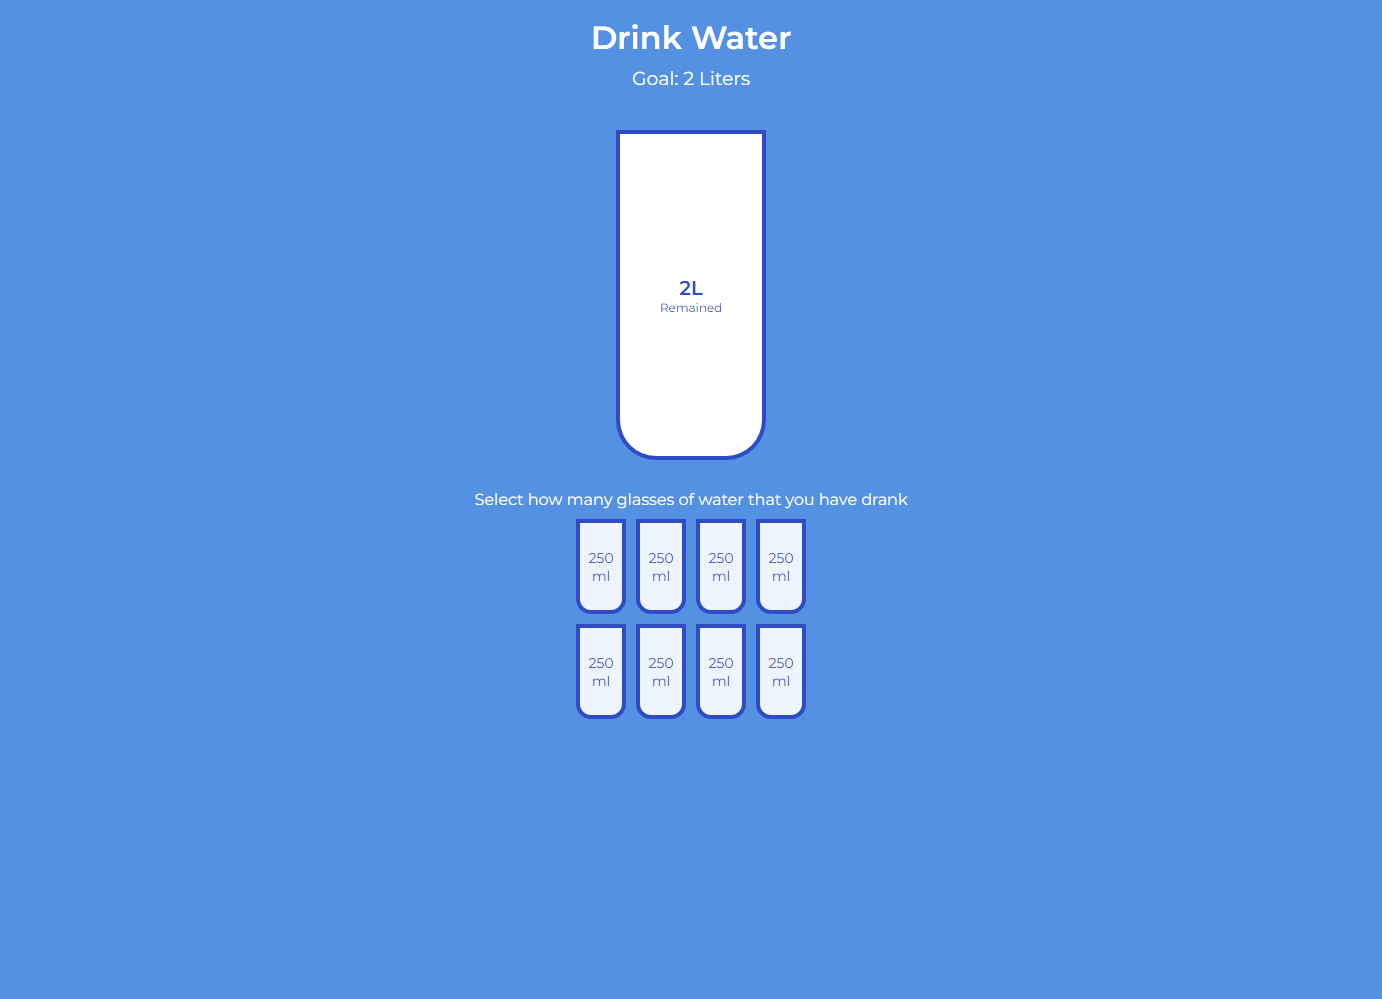 Drink Water
Goal: 2 Liters
2L
Remained
Select how many glasses of water that you have drank
250 250 250 250
ml ml ml ml
250 250 250 250
ml ml ml ml